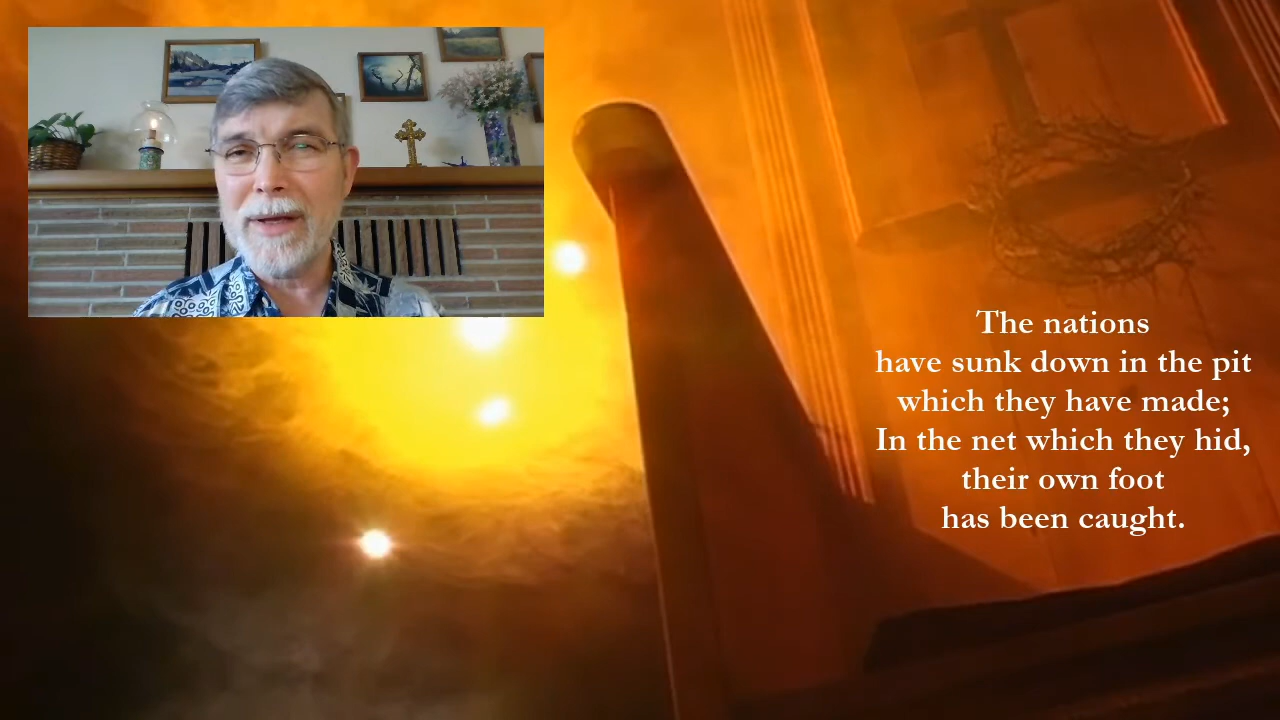 The nations
have sunk down in the pit
which they have made;
In the net which they hid,
their own foot
has been caught.